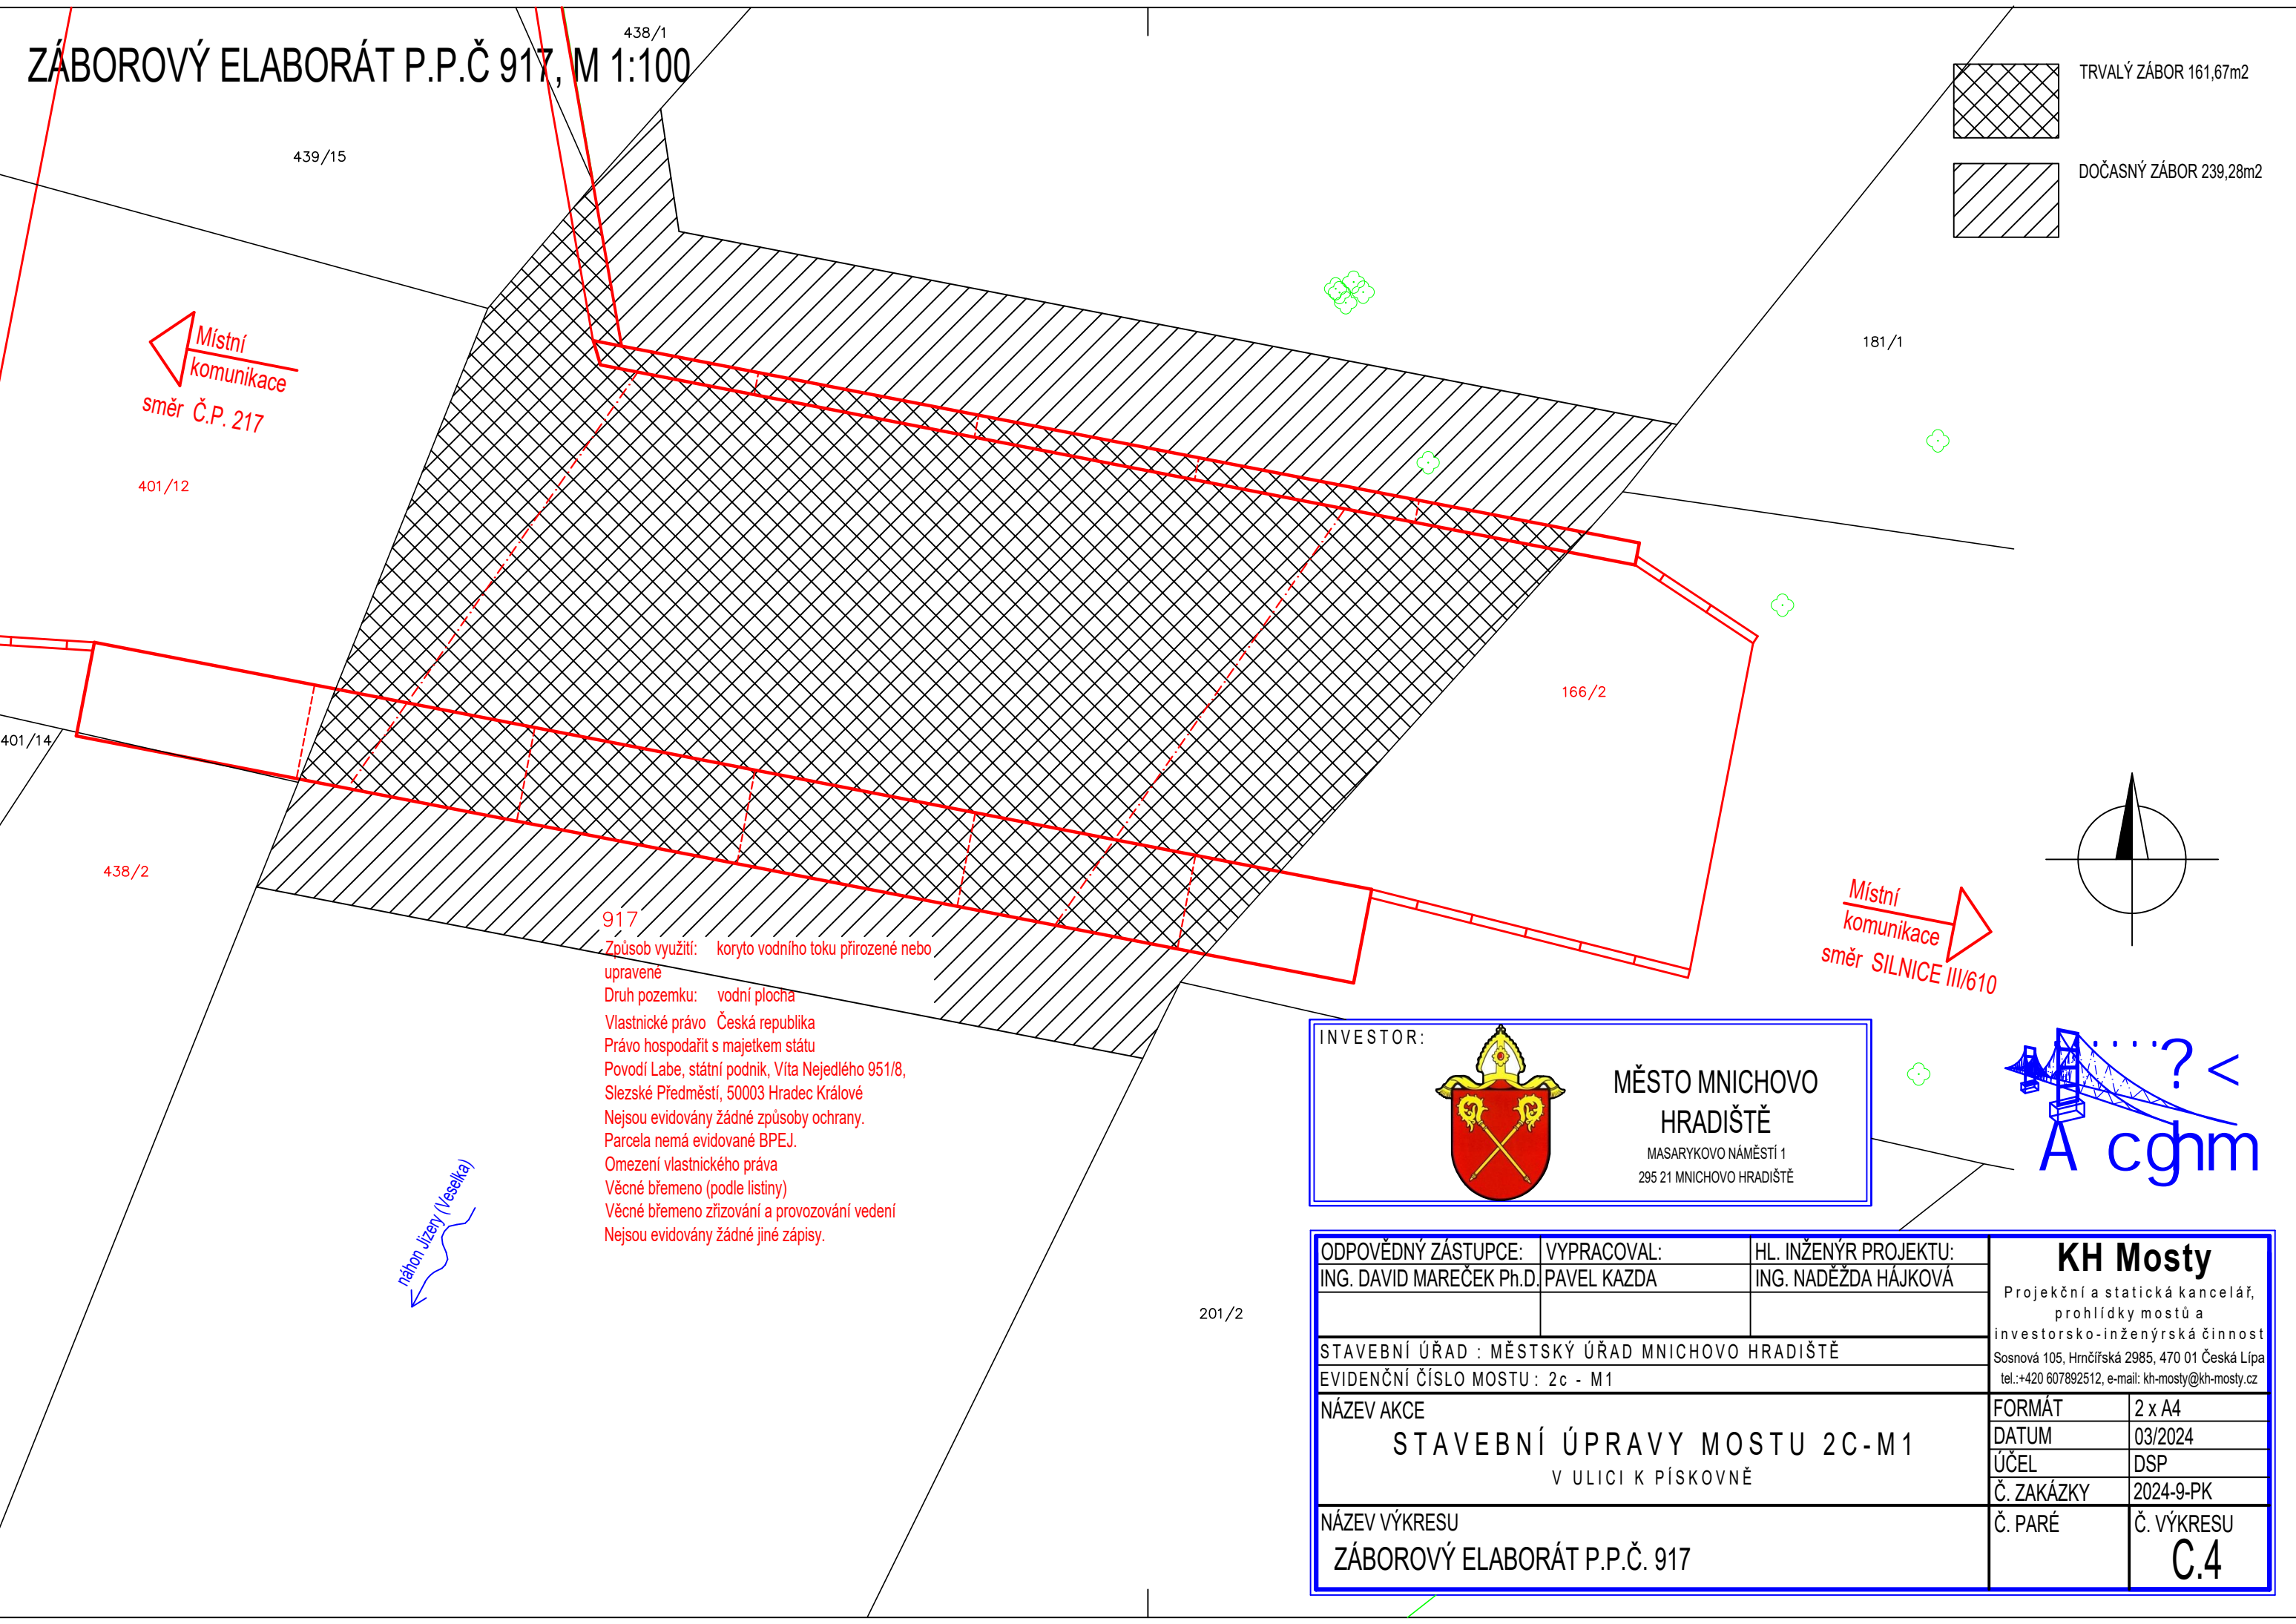 ZÁBOROVÝ ELABORÁT P.P.Č 917, M 1:100
438/1
TRVALÝ ZÁBOR 161,67m2
439/15
DOČASNÝ ZÁBOR 239,28m2
181/1
Místní
komunikace
směr Č.P. 217
401/12
166/2
401/14
438/2
Místní
komunikace
směr SILNICE III/610
917
Způsob využití: koryto vodního toku přirozené nebo
upravené
Druh pozemku: vodní plocha
Vlastnické právo Česká republika
Právo hospodařit s majetkem státu
Povodí Labe, státní podnik, Víta Nejedlého 951/8,
Slezské Předměstí, 50003 Hradec Králové
Nejsou evidovány žádné způsoby ochrany.
Parcela nemá evidované BPEJ.
Omezení vlastnického práva
Věcné břemeno (podle listiny)
Věcné břemeno zřizování a provozování vedení
Nejsou evidovány žádné jiné zápisy.
náhon Jizery (Veselka)
201/2
INVESTOR:
MĚSTO MNICHOVO
HRADIŠTĚ
MASARYKOVO NÁMĚSTÍ 1
295 21 MNICHOVO HRADIŠTĚ
? <
A cghm
ODPOVĚDNÝ ZÁSTUPCE: VYPRACOVAL: HL. INŽENÝR PROJEKTU:
ING. DAVID MAREČEK Ph.D. PAVEL KAZDA ING. NADĚŽDA HÁJKOVÁ
STAVEBNÍ ÚŘAD : MĚSTSKÝ ÚŘAD MNICHOVO HRADIŠTĚ
EVIDENČNÍ ČÍSLO MOSTU : 2c - M1
NÁZEV AKCE
STAVEBNÍ ÚPRAVY MOSTU 2C-M1
V ULICI K PÍSKOVNĚ
NÁZEV VÝKRESU
ZÁBOROVÝ ELABORÁT P.P.Č. 917
KH Mosty
Projekční a statická kancelář,
prohlídky mostů a
investorsko-inženýrská činnost
Sosnová 105, Hrnčířská 2985, 470 01 Česká Lípa
tel.:+420 607892512, e-mail: kh-mosty@kh-mosty.cz
FORMÁT 2 x A4
DATUM 03/2024
ÚČEL DSP
Č. ZAKÁZKY 2024-9-PK
Č. PARÉ Č. VÝKRESU
C.4